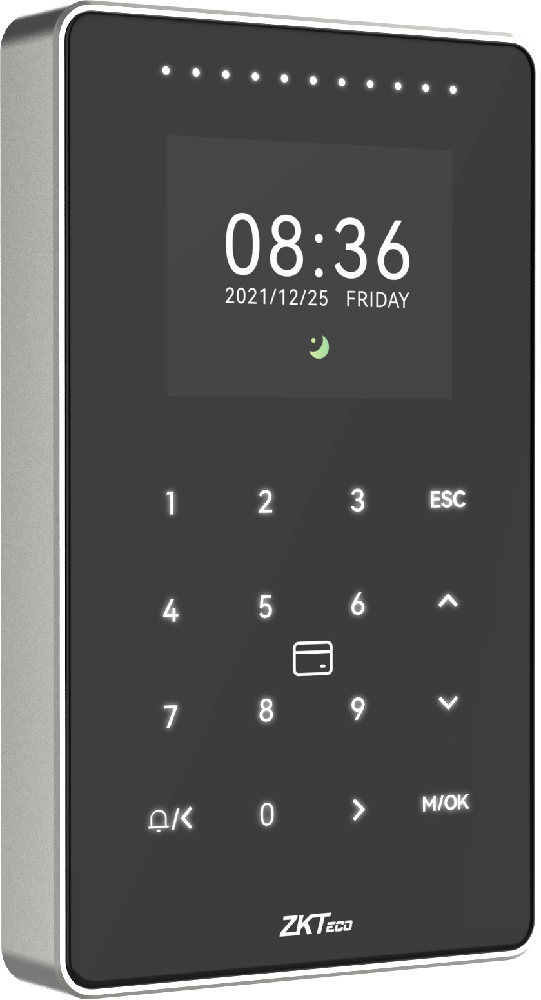 08:36
2021/12/25 FRIDAY
1 2 3 ESC
4 5 6
7 8 9
/ 0 M/OK
ZKTECO